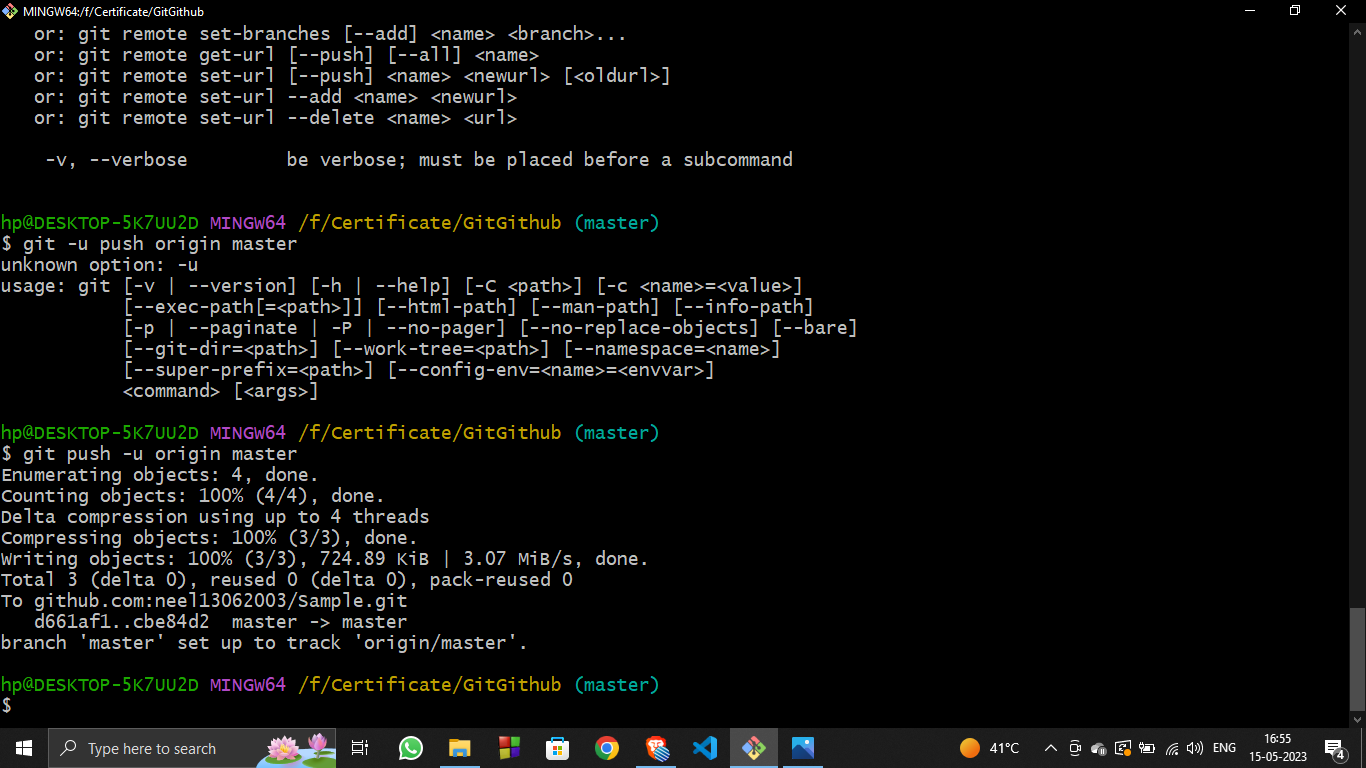 MINGW64:/f/Certificate/GitGithub
or: git remote set-branches [--add] <name> <branch>...
or: git remote get-url [--push] [--all] <name>
or: git remote set-url [--push] <name> <newurl> [<oldurl>]
or: git remote set-url --add <name> <newurl>
or: git remote set-url --delete <name> <url>
-v, --verbose be verbose; must be placed before a subcommand
hp@DESKTOP-5K7UU2D MINGW64 /f/Certificate/GitGithub (master)
$ git -u push origin master
unknown option: -u
usage: git [-v | --version] [-h | --help] [-C <path>] [-c <name>=<value>]
[--exec-path[=<path>]] [--html-path] [--man-path] [--info-path]
[-p | --paginate | -P | --no-pager] [--no-replace-objects] [--bare]
[--git-dir=<path>] [--work-tree=<path>] [--namespace=<name>]
[--super-prefix=<path>] [--config-env=<name>=<envvar>]
<command> [<args>]
hp@DESKTOP-5K7UU2D MINGW64 /f/Certificate/GitGithub (master)
$ git push -u origin master
Enumerating objects: 4, done.
Counting objects: 100% (4/4), done.
Delta compression using up to 4 threads
Compressing objects: 100% (3/3), done.
Writing objects: 100% (3/3), 724.89 KiB | 3.07 MiB/s, done.
Total 3 (delta 0), reused 0 (delta 0), pack-reused 0
To github.com:neel13062003/Sample.git
d661af1..cbe84d2 master -> master
branch 'master' set up to track 'origin/master'.
hp@DESKTOP-5K7UU2D MINGW64 /f/Certificate/GitGithub (master)
$
Type here to search
41°C
ENG
16:55
15-05-2023
4